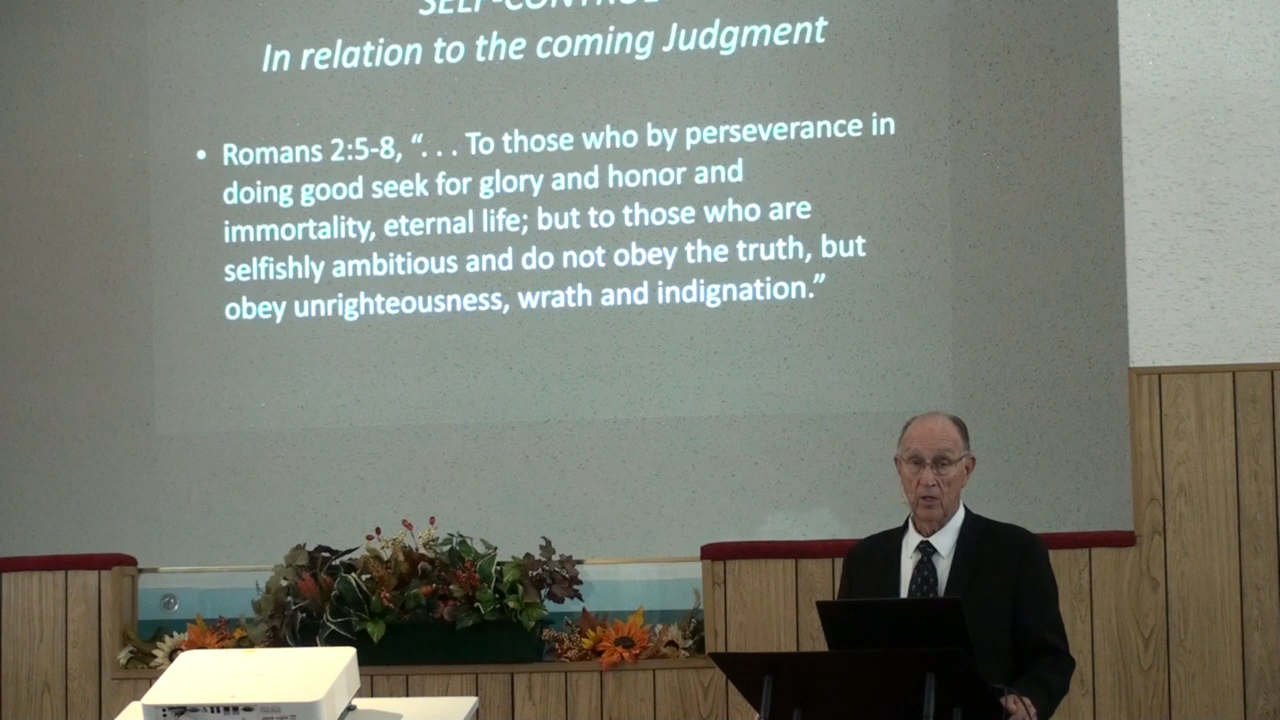 SELF-CONTROL
In relation to the coming Judgment
• Romans 2:5-8, “. . . To those who by perseverance in
doing good seek for glory and honor and
immortality, eternal life; but to those who are
selfishly ambitious and do not obey the truth, but
obey unrighteousness, wrath and indignation.”